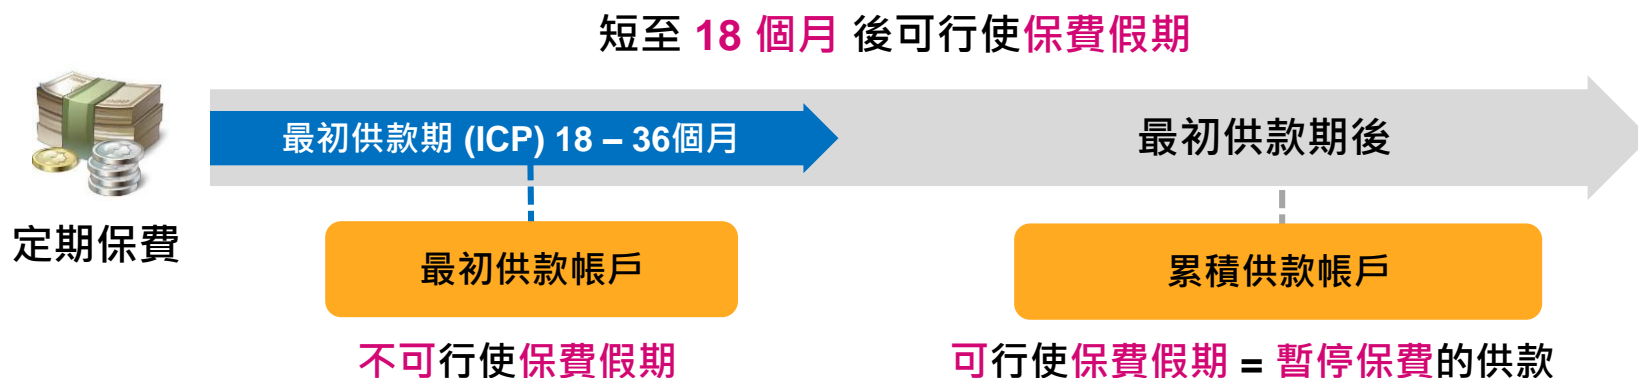 短至 18 個月 後可行使保費假期
最初供款期 (ICP) 18 – 36個月
最初供款期後
定期保費
最初供款帳戶
累積供款帳戶
不可行使保費假期
可行使保費假期 = 暫停保費的供款